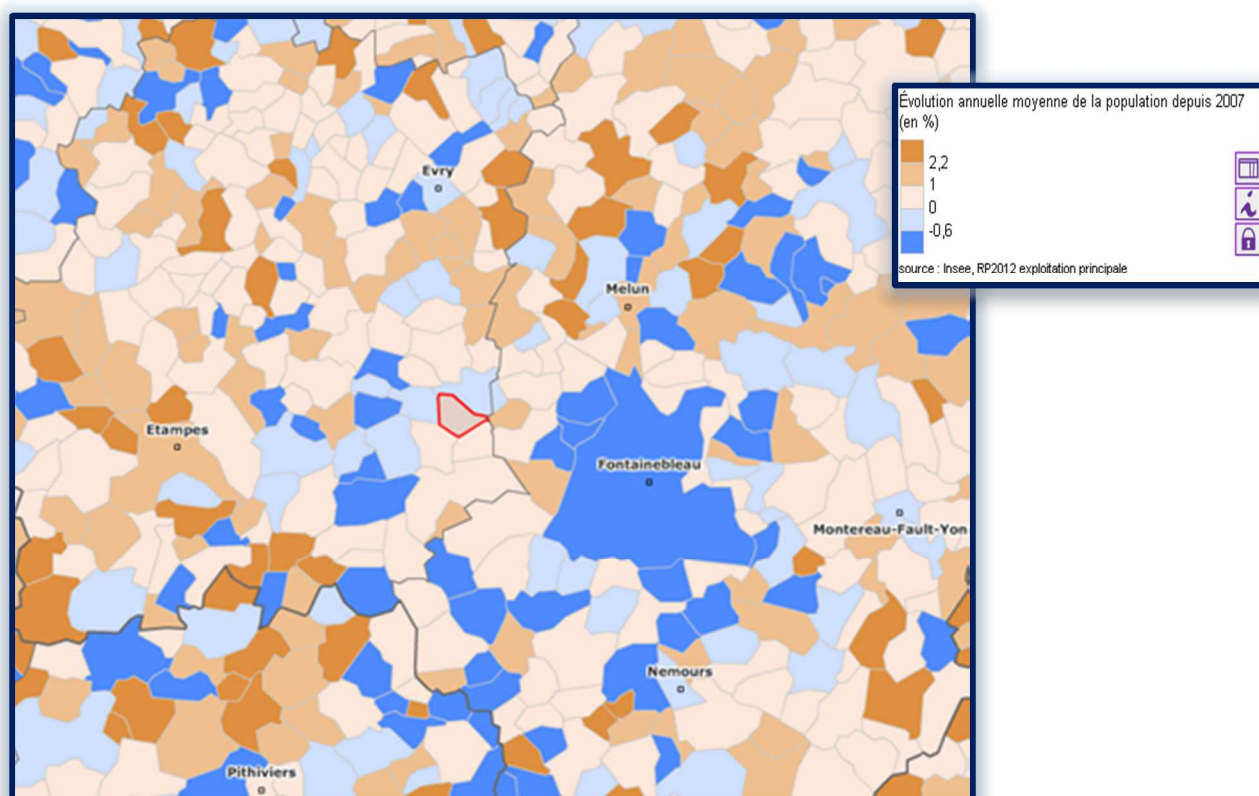 Évolution annuelle moyenne de la population depuis 2007
(en %)
2,2
1
0
-0,6
source : Insee, RP2012 exploitation principale
Evry
Melun
Etampes
Fontainebleau
Montereau-Fault-Yon
Nemours
Pithiviers